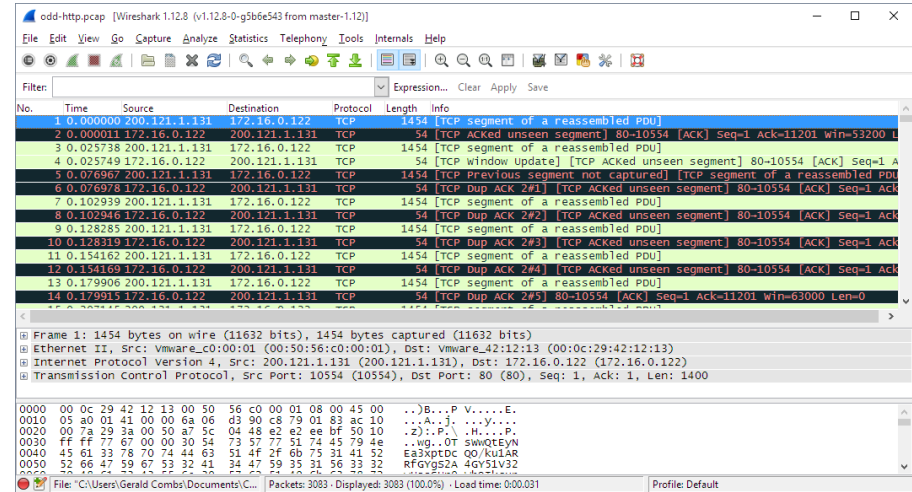 odd-http.pcap [Wireshark 1.12.8 (v1.12.8-0-g5b6e543 from master-1.12)]
File Edit View Go Capture Analyze Statistics Telephony Tools Internals Help
Filter: Expression... Clear Apply Save
No. Time Source Destination Protocol Length Info
1 0.000000 200.121.1.131 172.16.0.122 TCP 1454 [TCP segment of a reassembled PDU]
2 0.000011 172.16.0.122 200.121.1.131 TCP 54 [TCP ACKed unseen segment] 80→10554 [ACK] Seq=1 Ack=11201 Win=53200 L
3 0.025738 200.121.1.131 172.16.0.122 TCP 1454 [TCP segment of a reassembled PDU]
4 0.025749 172.16.0.122 200.121.1.131 TCP 54 [TCP Window Update] [TCP ACKed unseen segment] 80→10554 [ACK] Seq=1 A
5 0.076967 200.121.1.131 172.16.0.122 TCP 1454 [TCP Previous segment not captured] [TCP segment of a reassembled PDU
6 0.076978 172.16.0.122 200.121.1.131 TCP 54 [TCP Dup ACK 2#1] [TCP ACKed unseen segment] 80→10554 [ACK] Seq=1 Ack
7 0.102939 200.121.1.131 172.16.0.122 TCP 1454 [TCP segment of a reassembled PDU]
8 0.102946 172.16.0.122 200.121.1.131 TCP 54 [TCP Dup ACK 2#2] [TCP ACKed unseen segment] 80→10554 [ACK] Seq=1 Ack
9 0.128285 200.121.1.131 172.16.0.122 TCP 1454 [TCP segment of a reassembled PDU]
10 0.128319 172.16.0.122 200.121.1.131 TCP 54 [TCP Dup ACK 2#3] [TCP ACKed unseen segment] 80→10554 [ACK] Seq=1 Ack
11 0.154162 200.121.1.131 172.16.0.122 TCP 1454 [TCP segment of a reassembled PDU]
12 0.154169 172.16.0.122 200.121.1.131 TCP 54 [TCP Dup ACK 2#4] [TCP ACKed unseen segment] 80→10554 [ACK] Seq=1 Ack
13 0.179906 200.121.1.131 172.16.0.122 TCP 1454 [TCP segment of a reassembled PDU]
14 0.179915 172.16.0.122 200.121.1.131 TCP 54 [TCP Dup ACK 2#5] 80→10554 [ACK] Seq=1 Ack=11201 Win=63000 Len=0
Frame 1: 1454 bytes on wire (11632 bits), 1454 bytes captured (11632 bits)
Ethernet II, Src: Vmware_c0:00:01 (00:50:56:c0:00:01), Dst: Vmware_42:12:13 (00:0c:29:42:12:13)
Internet Protocol Version 4, Src: 200.121.1.131 (200.121.1.131), Dst: 172.16.0.122 (172.16.0.122)
Transmission Control Protocol, Src Port: 10554 (10554), Dst Port: 80 (80), Seq: 1, Ack: 1, Len: 1400
0000 00 0c 29 42 12 13 00 50 56 c0 00 01 08 00 45 00 ..)B...P V.....E.
0010 05 a0 01 41 00 00 6a 06 d3 90 c8 79 01 83 ac 10 ...A..j. ...y....
0020 00 7a 29 3a 00 50 a7 5c 04 48 e2 e2 ee bf 50 10 .z):.P.\ .H....P.
0030 ff ff 77 67 00 00 30 54 73 57 77 51 74 45 79 4e ..wg..0T sWwQtEyN
0040 45 61 33 78 70 74 44 63 51 4f 2f 6b 75 31 41 52 Ea3xptDc QO/ku1AR
0050 52 66 47 59 67 53 32 41 34 47 59 35 31 56 33 32 RfGYgS2A 4GY51V32
File: "C:\Users\Gerald Combs\Documents\C... Packets: 3083 · Displayed: 3083 (100.0%) · Load time: 0:00.031 Profile: Default